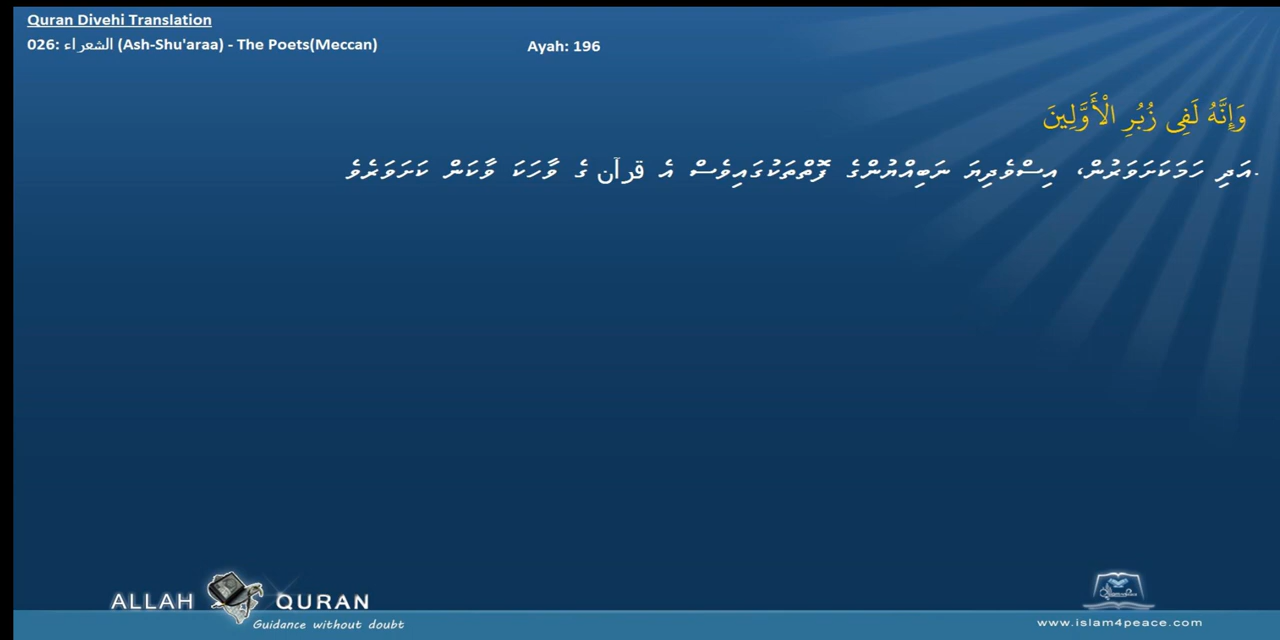 Quran Divehi Translation
026: الشعراء (Ash-Shu'araa) - The Poets(Meccan)
Ayah: 196
وَإِنَّهُ لَفِى زُبُرِ الْأَوَّلِينَ
އަދި ހަމަކަށަވަރުން، އިސްވެދިޔަ ނަބިއްޔުންގެ ފޮތްތަކުގައިވެސް އެ قرآن ގެ ވާހަކަ ވާކަން ކަށަވަރެވެ.
ALLAH QURAN
Guidance without doubt
www.islam4peace.com